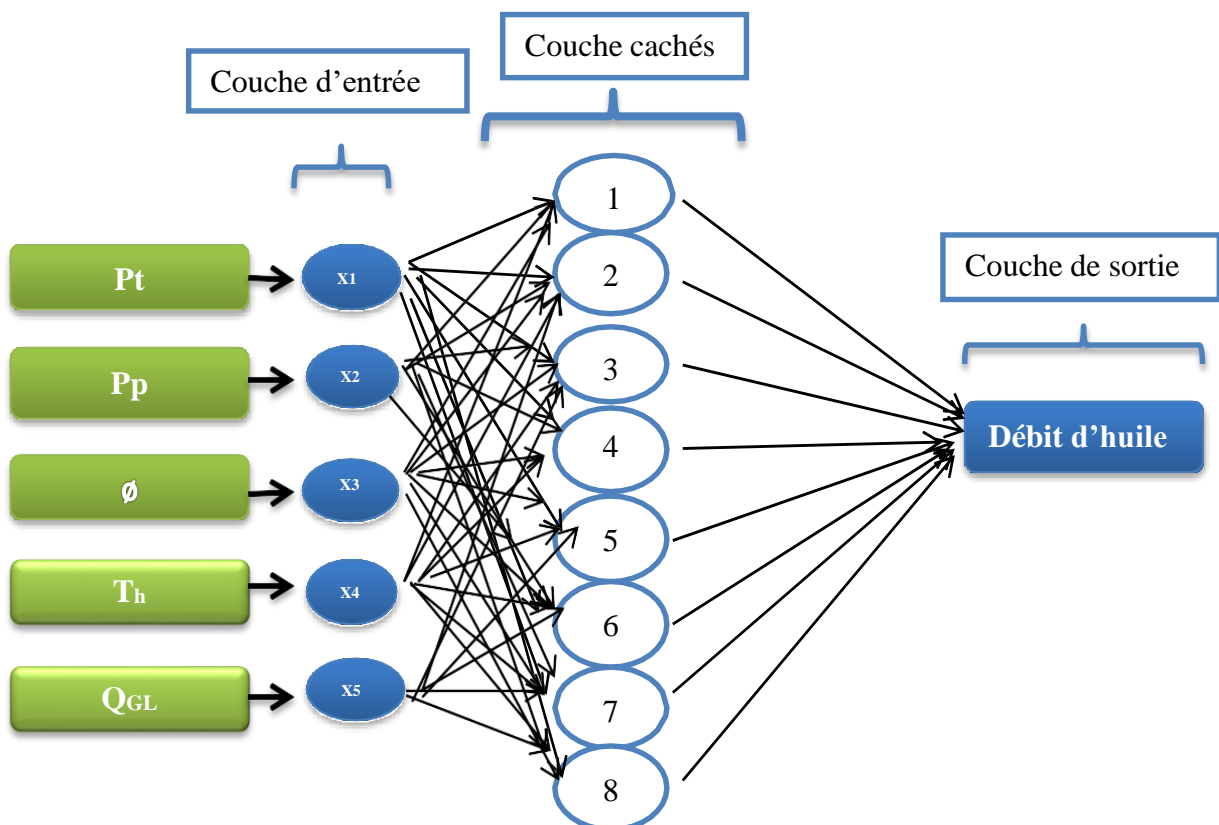 Couche cachés
Couche d’entrée
Couche de sortie
Pt
X1
Pp
X2
ø
X3
Th
X4
QGL
X5
1
2
3
4
5
6
7
8
Débit d’huile